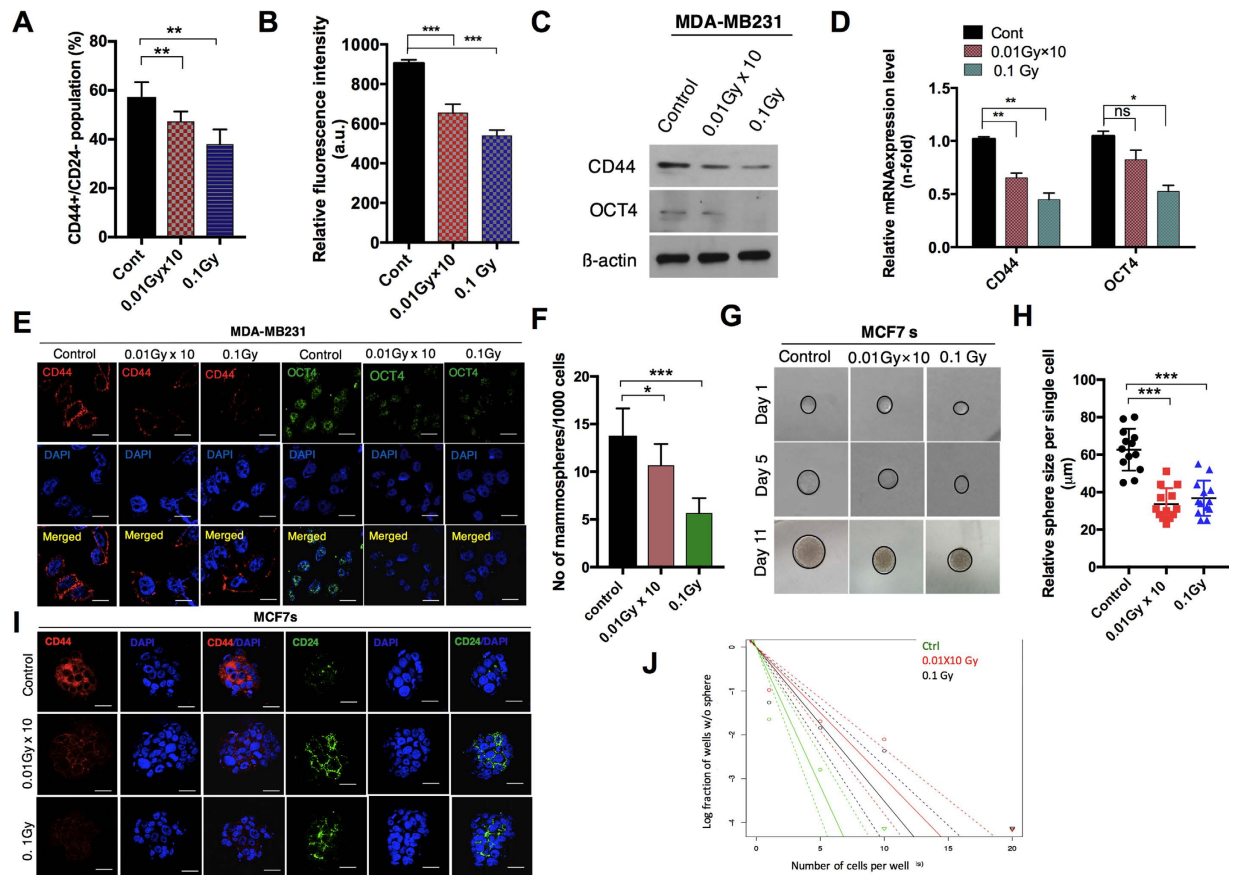 A
CD44+/CD24- population (%)
80
60
40
20
0
**
**
Cont
0.01Gy×10
0.1Gy
B
Relative fluorescence intensity
(a.u.)
1000
900
800
700
600
500
400
300
200
100
0
***
***
Cont
0.01Gy×10
0.1 Gy
C
MDA-MB231
Control
0.01Gy x 10
0.1Gy
CD44
OCT4
ß-actin
D
Cont
0.01Gy×10
0.1 Gy
Relative mRNAexpression level
(n-fold)
1.5
1.0
0.5
0.0
**
**
*
ns
CD44
OCT4
E
MDA-MB231
Control 0.01Gy x 10 0.1Gy Control 0.01Gy x 10 0.1Gy
CD44 CD44 CD44 OCT4 OCT4 OCT4
DAPI DAPI DAPI DAPI DAPI DAPI
Merged Merged Merged Merged Merged Merged
F
No of mammospheres/1000 cells
20
15
10
5
0
***
*
control
0.01Gy x 10
0.1Gy
G
MCF7 s
Control 0.01Gy×10 0.1 Gy
Day 1
Day 5
Day 11
H
Relative sphere size per single cell
(µm)
100
80
60
40
20
0
***
***
Control
0.01Gy x 10
0.1Gy
I
MCF7s
CD44 DAPI CD44/DAPI CD24 DAPI CD24/DAPI
Control
0.01Gy x 10
0. 1Gy
J
Ctrl
0.01X10 Gy
0.1 Gy
Log fraction of wells w/o sphere
0
-1
-2
-3
-4
0 5 10 15 20
Number of cells per well